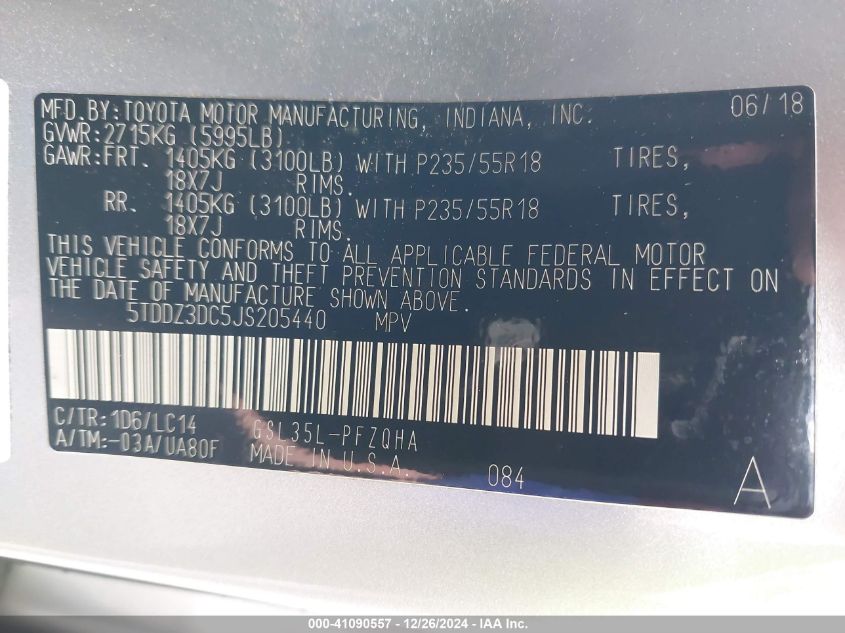 MFD.BY:TOYOTA MOTOR MANUFACTURING, INDIANA, INC. 06/18
GVWR:2715KG (5995LB)
GAWR:FRT. 1405KG (3100LB) WITH P235/55R18 TIRES,
18X7J RIMS.
RR. 1405KG (3100LB) WITH P235/55R18 TIRES,
18X7J RIMS.
THIS VEHICLE CONFORMS TO ALL APPLICABLE FEDERAL MOTOR
VEHICLE SAFETY AND THEFT PREVENTION STANDARDS IN EFFECT ON
THE DATE OF MANUFACTURE SHOWN ABOVE.
5TDDZ3DC5JS205440 MPV
C/TR:1D6/LC14 GSL35L-PFZQHA
A/TM:-03A/UA80F MADE IN U.S.A. 084 A
000-41090557 - 12/26/2024 - IAA Inc.